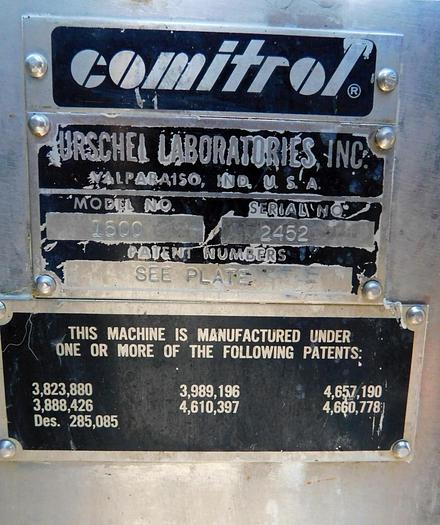 comitrol®
URSCHEL LABORATORIES, INC.
VALPARAISO, IND. U.S.A.
MODEL NO. SERIAL NO.
1600 2452
PATENT NUMBERS
SEE PLATE
THIS MACHINE IS MANUFACTURED UNDER
ONE OR MORE OF THE FOLLOWING PATENTS:
3,823,880 3,989,196 4,657,190
3,888,426 4,610,397 4,660,778
Des. 285,085